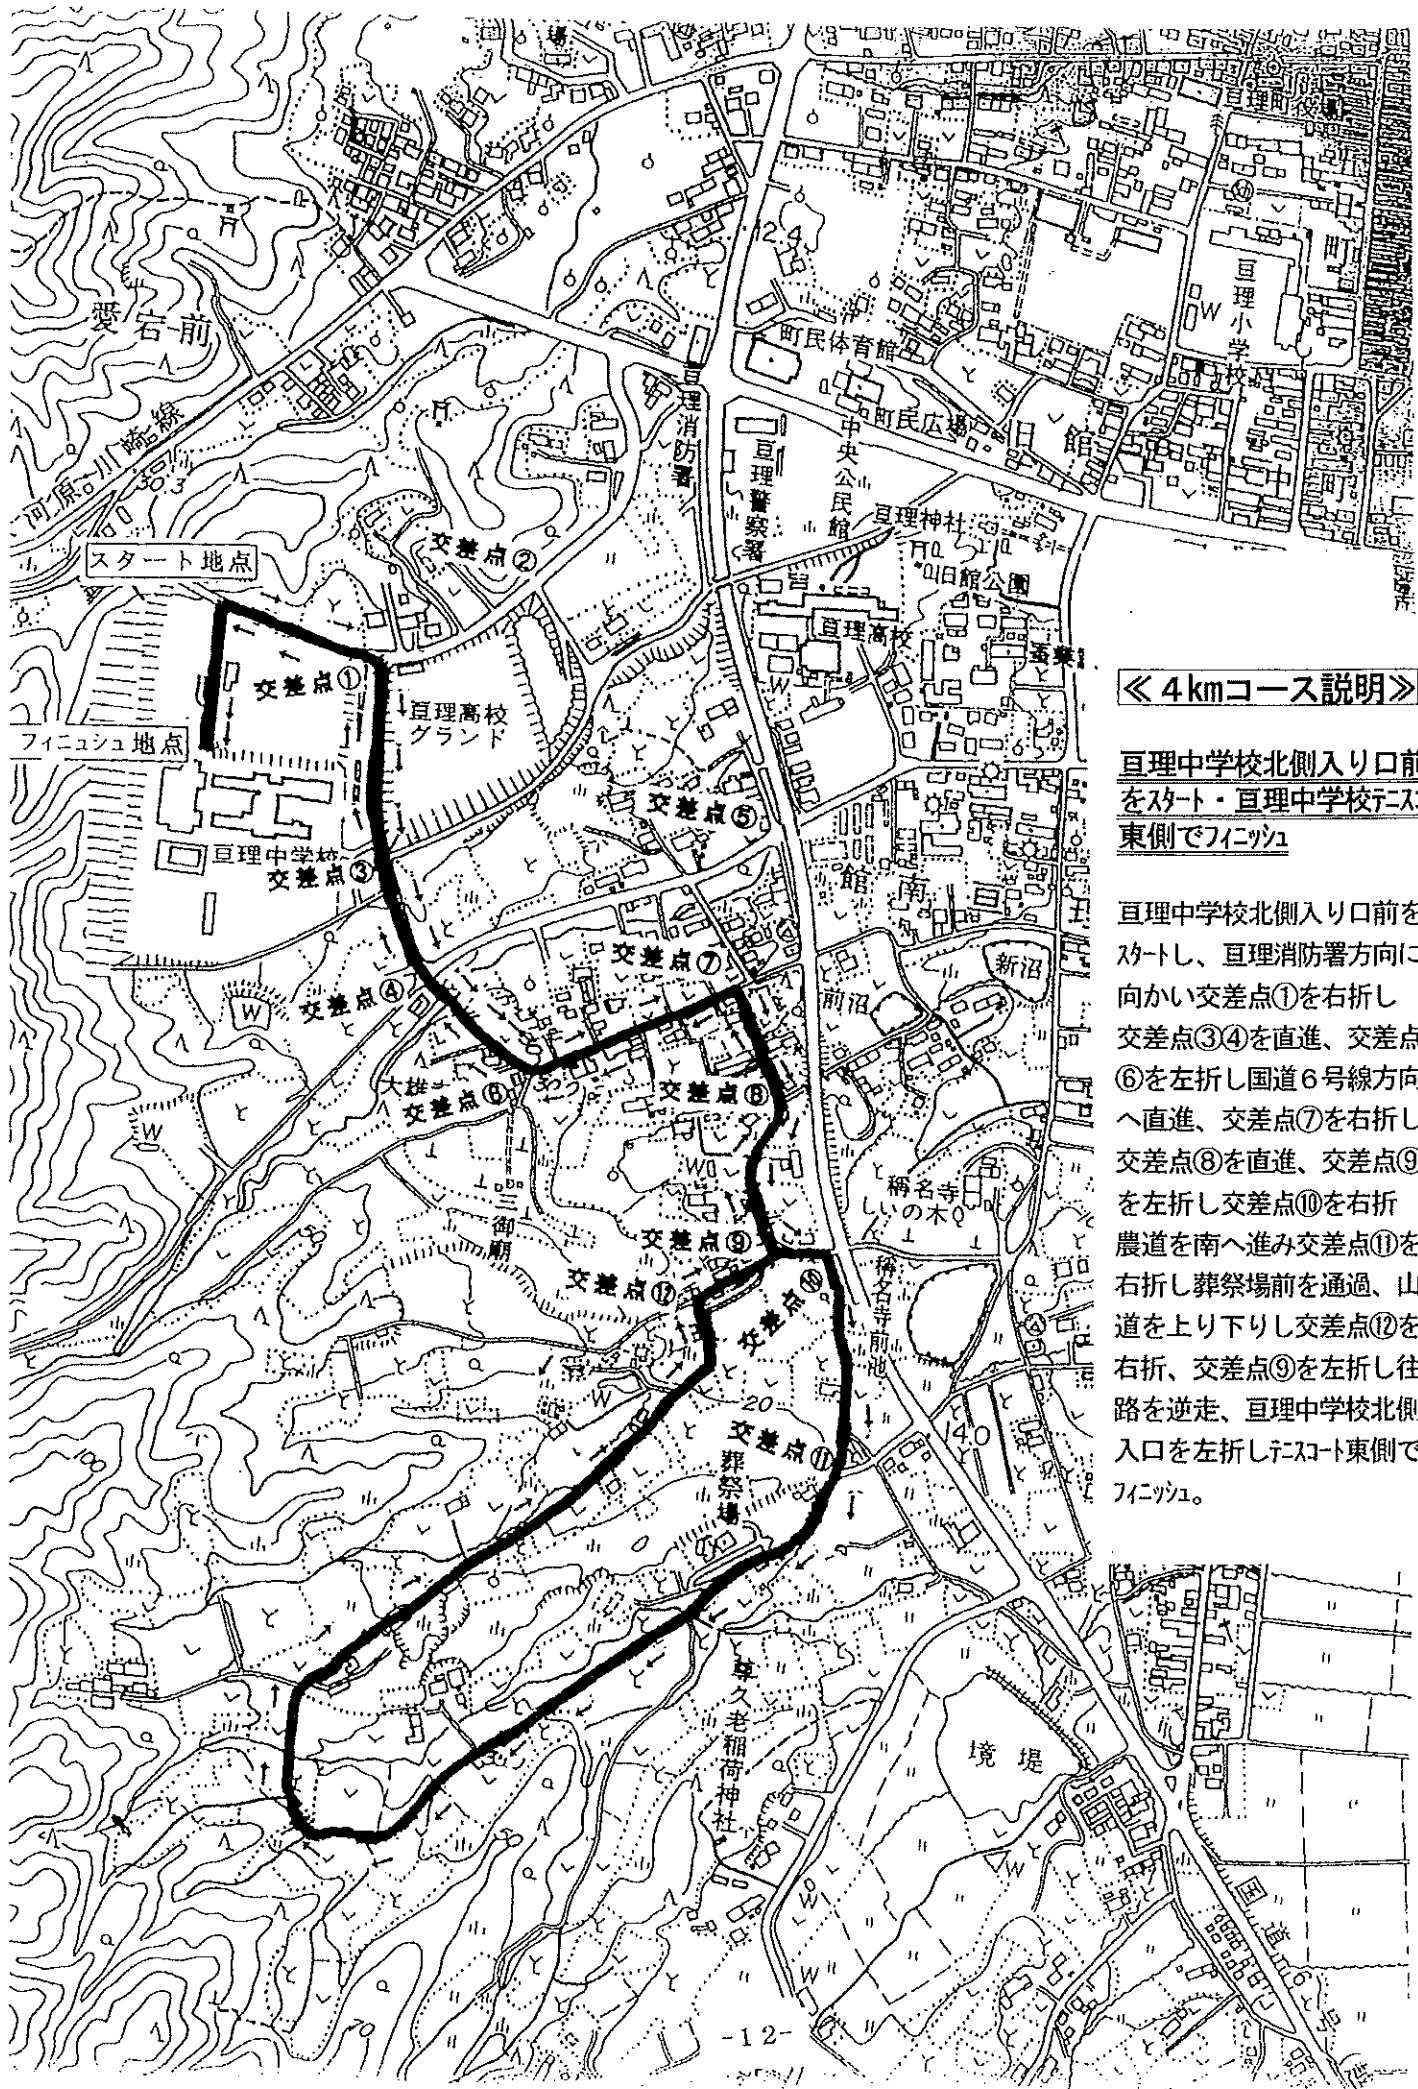 場
亘理町役場
町
亘理小学校
愛宕前
12.4
町民体育館
町民広場
旧館
中町
亘理消防署
亘理警察署
中央公民館
河原・川崎線
30.3
亘理神社
旧館公園
交差点②
スタート地点
亘理高校
交差点①
亘理高校
グランド
フィニュシュ地点
交差点⑤
亘理中学校
交差点③
館南
交差点⑦
新沼
交差点④
前沼
大雄
交差点⑥
交差点⑧
三御廟
称名寺
しいの木
交差点⑨
交差点⑫
交差点⑩
称名寺前池
20
14.0
交差点⑪
葬祭場
100
50
尊久老稲荷神社
境堤
50
70
国道6号
≪4kmコース説明≫
亘理中学校北側入り口前
をスタート・亘理中学校テニス
東側でフィニッシュ
亘理中学校北側入り口前を
スタートし、亘理消防署方向に
向かい交差点①を右折し
交差点③④を直進、交差点
⑥を左折し国道6号線方向
へ直進、交差点⑦を右折し
交差点⑧を直進、交差点⑨
を左折し交差点⑩を右折
農道を南へ進み交差点⑪を
右折し葬祭場前を通過、山
道を上り下りし交差点⑫を
右折、交差点⑨を左折し往
路を逆走、亘理中学校北側
入口を左折しテニスコート東側で
フィニッシュ。
-12-